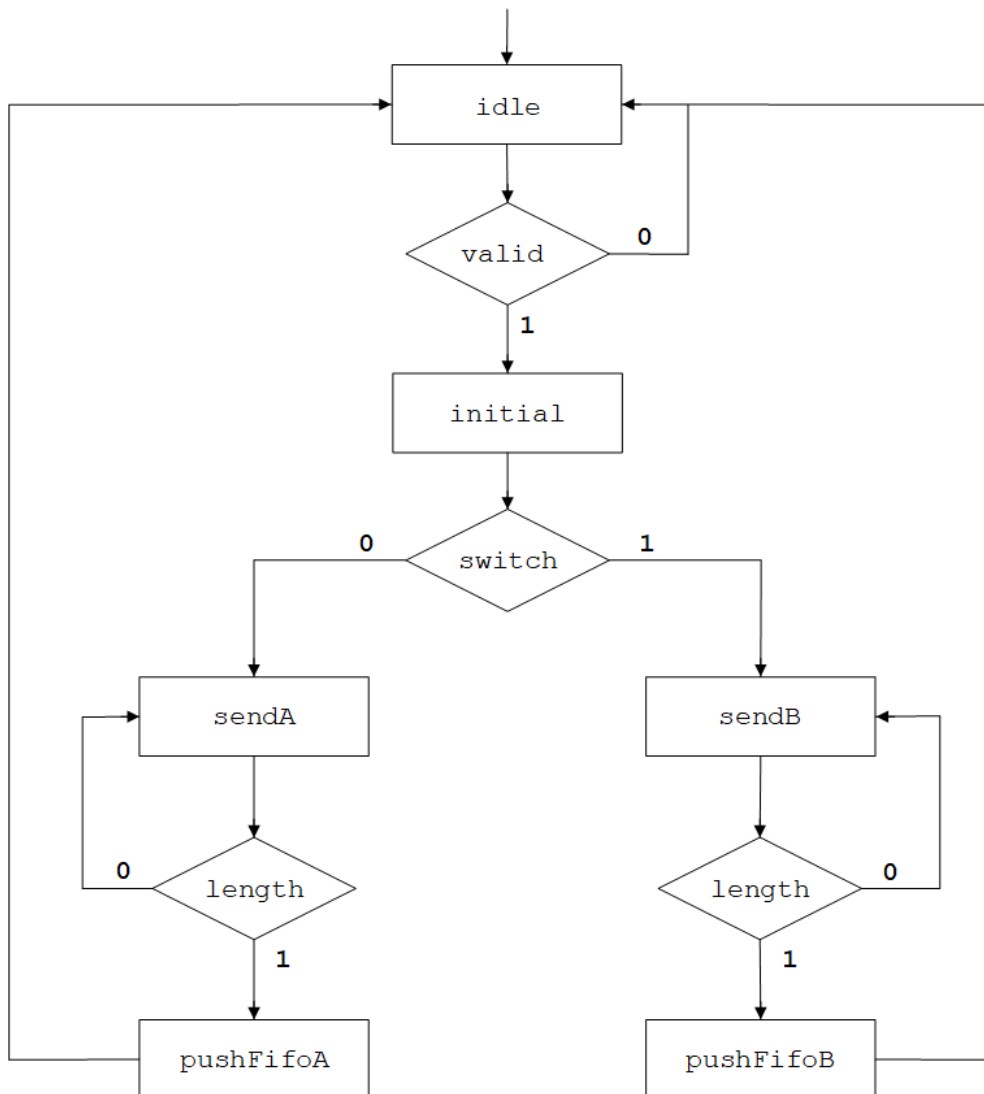 idle
valid
0
1
initial
0
switch
1
sendA
sendB
0
length
length
0
1
1
pushFifoA
pushFifoB